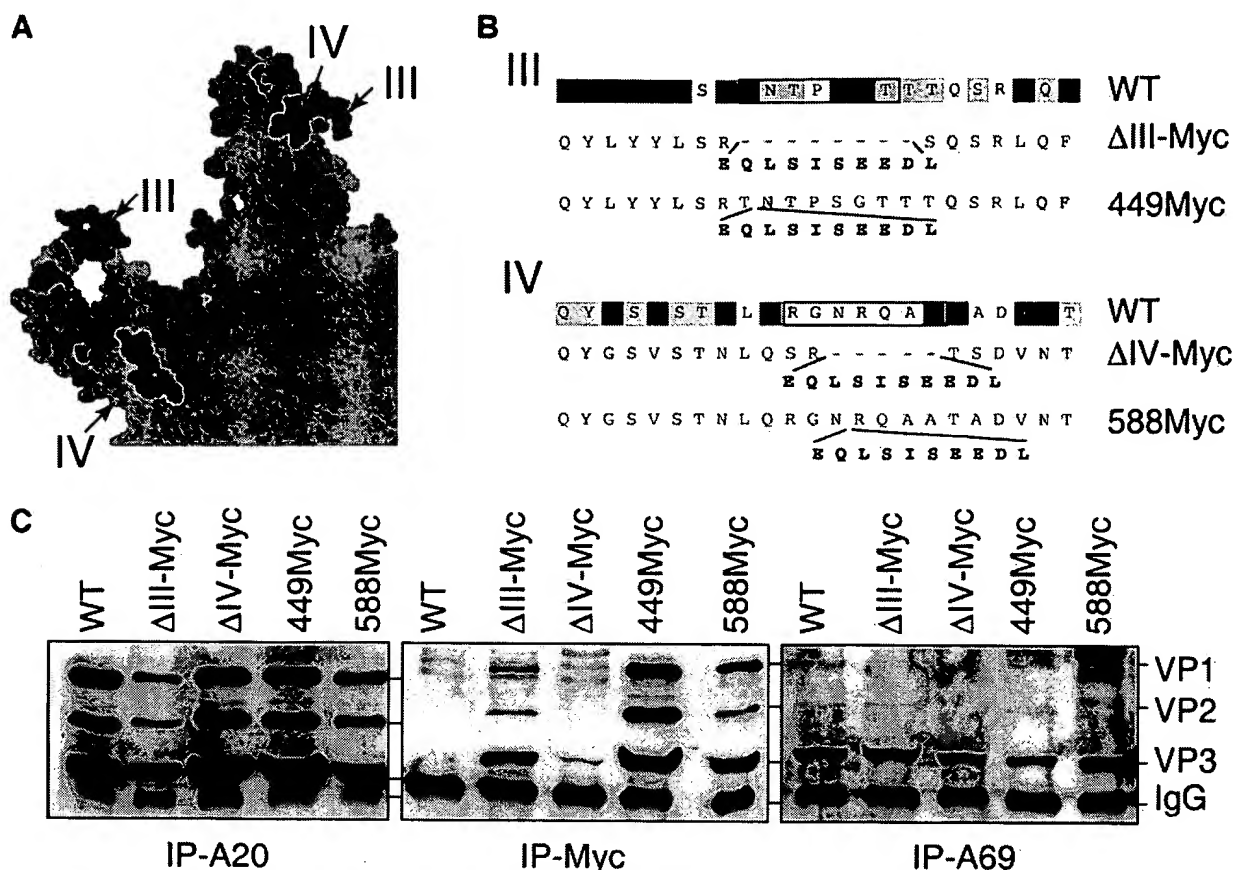 A
IV
III
III
IV
B
III
S N T P T T T Q S R Q WT
Q Y L Y Y L S R - - - - - - - - S Q S R L Q F ΔIII-Myc
E Q L S I S E E D L
Q Y L Y Y L S R T N T P S G T T T Q S R L Q F 449Myc
E Q L S I S E E D L
IV
Q Y S S T L R G N R Q A A D T WT
Q Y G S V S T N L Q S R - - - - - T S D V N T ΔIV-Myc
E Q L S I S E E D L
Q Y G S V S T N L Q R G N R Q A A T A D V N T 588Myc
E Q L S I S E E D L
C
WT ΔIII-Myc ΔIV-Myc 449Myc 588Myc WT ΔIII-Myc ΔIV-Myc 449Myc 588Myc WT ΔIII-Myc ΔIV-Myc 449Myc 588Myc
VP1
VP2
VP3
IgG
IP-A20 IP-Myc IP-A69